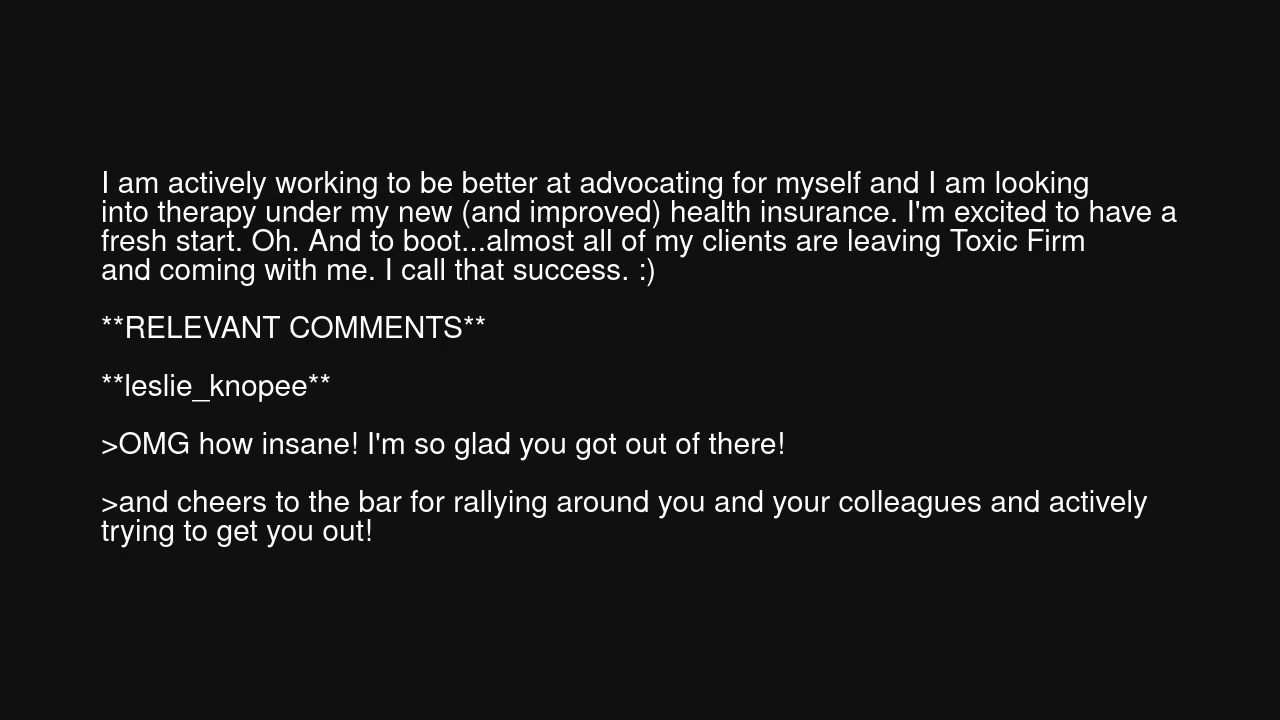 I am actively working to be better at advocating for myself and I am looking
into therapy under my new (and improved) health insurance. I'm excited to have a
fresh start. Oh. And to boot...almost all of my clients are leaving Toxic Firm
and coming with me. I call that success. :)
**RELEVANT COMMENTS**
**leslie_knopee**
>OMG how insane! I'm so glad you got out of there!
>and cheers to the bar for rallying around you and your colleagues and actively
trying to get you out!